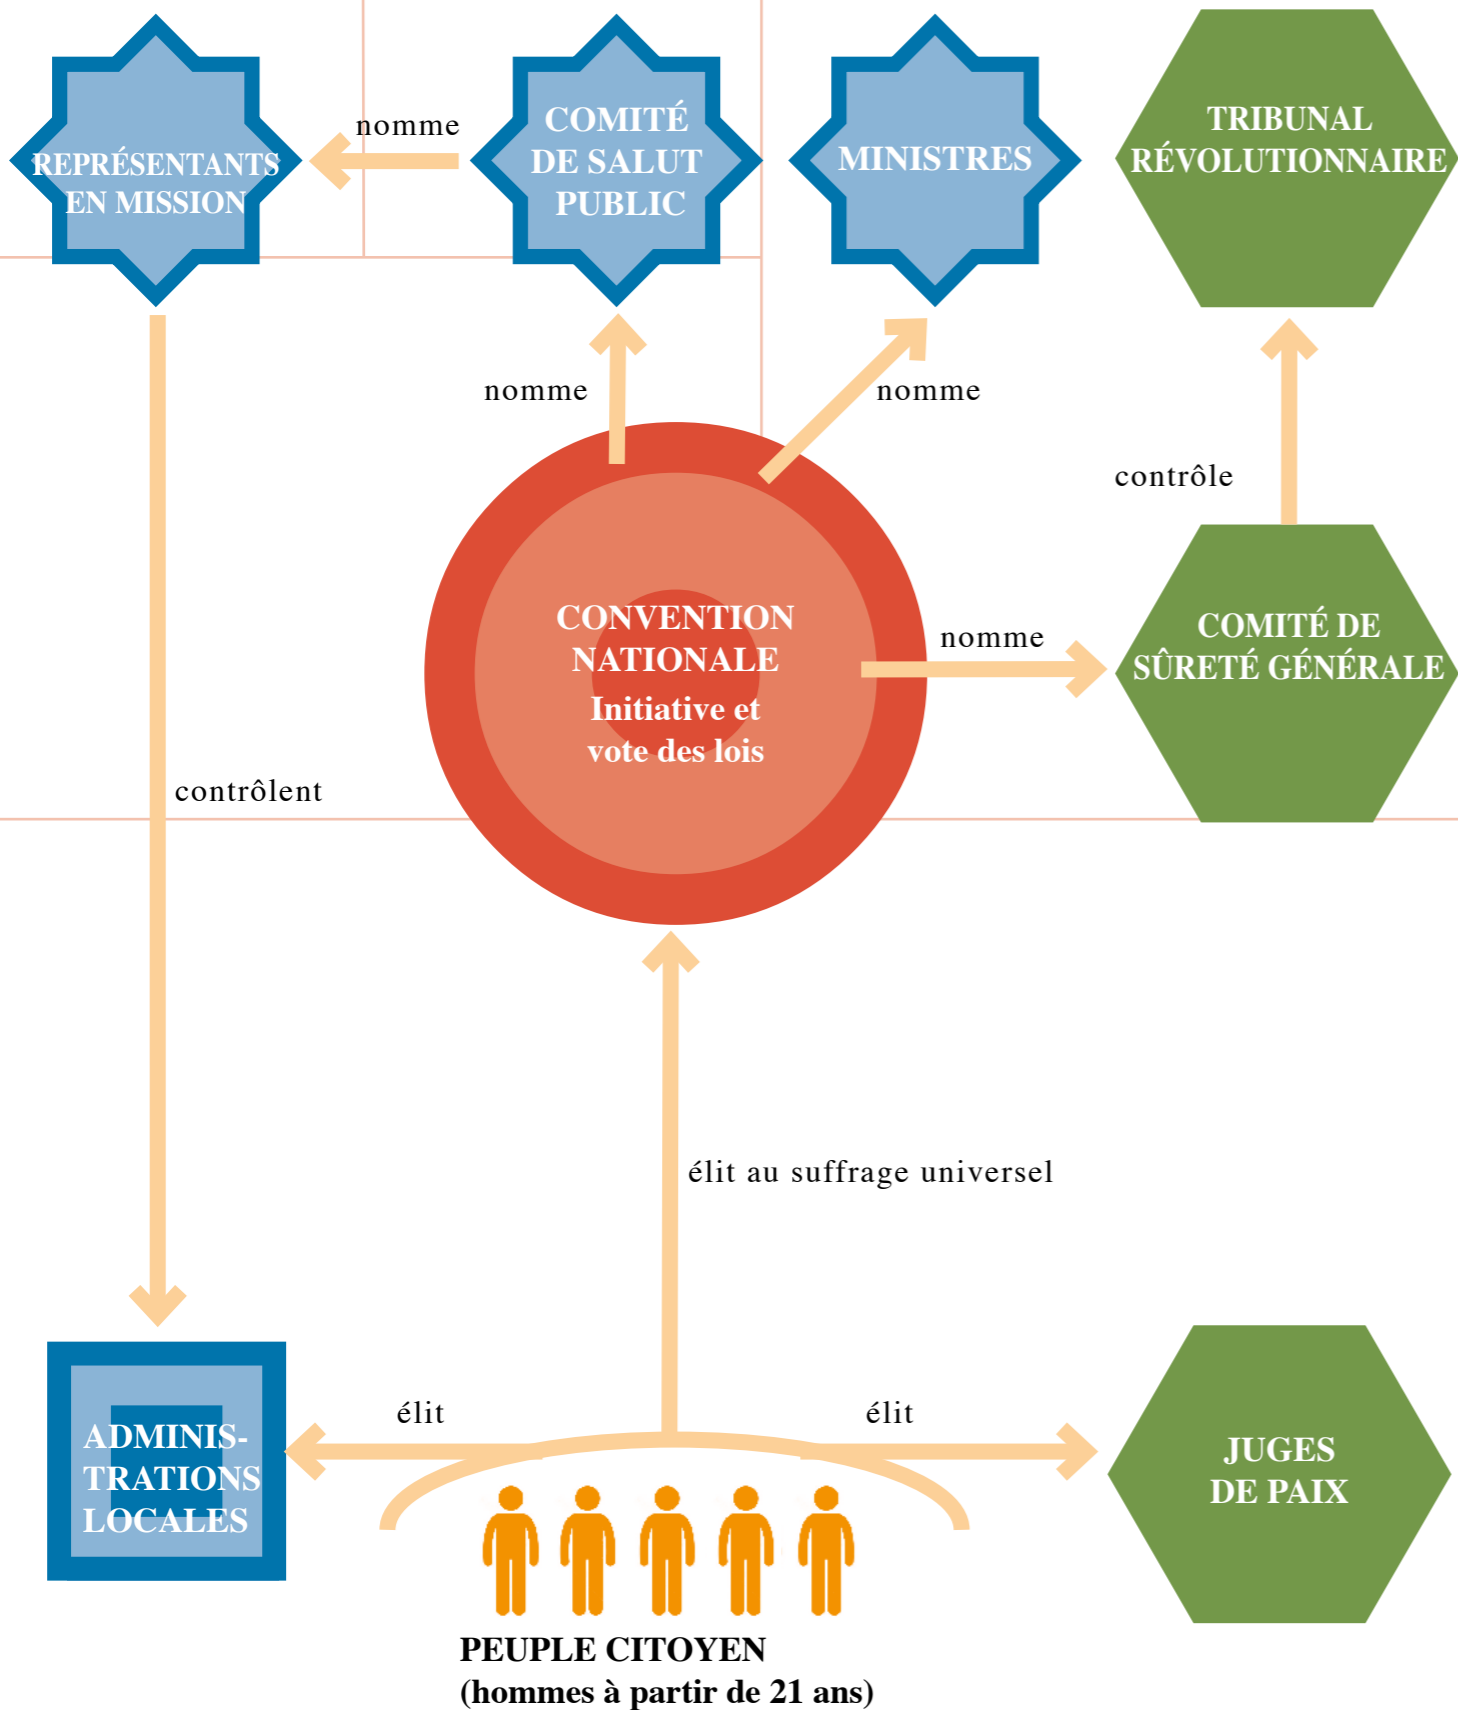 nomme
REPRÉSENTANTS
EN MISSION
COMITÉ
DE SALUT
PUBLIC
MINISTRES
TRIBUNAL
RÉVOLUTIONNAIRE
nomme
nomme
contrôle
CONVENTION
NATIONALE
Initiative et
vote des lois
nomme
COMITÉ DE
SÛRETÉ GÉNÉRALE
contrôlent
élit au suffrage universel
élit
élit
ADMINIS-
TRATIONS
LOCALES
JUGES
DE PAIX
PEUPLE CITOYEN
(hommes à partir de 21 ans)